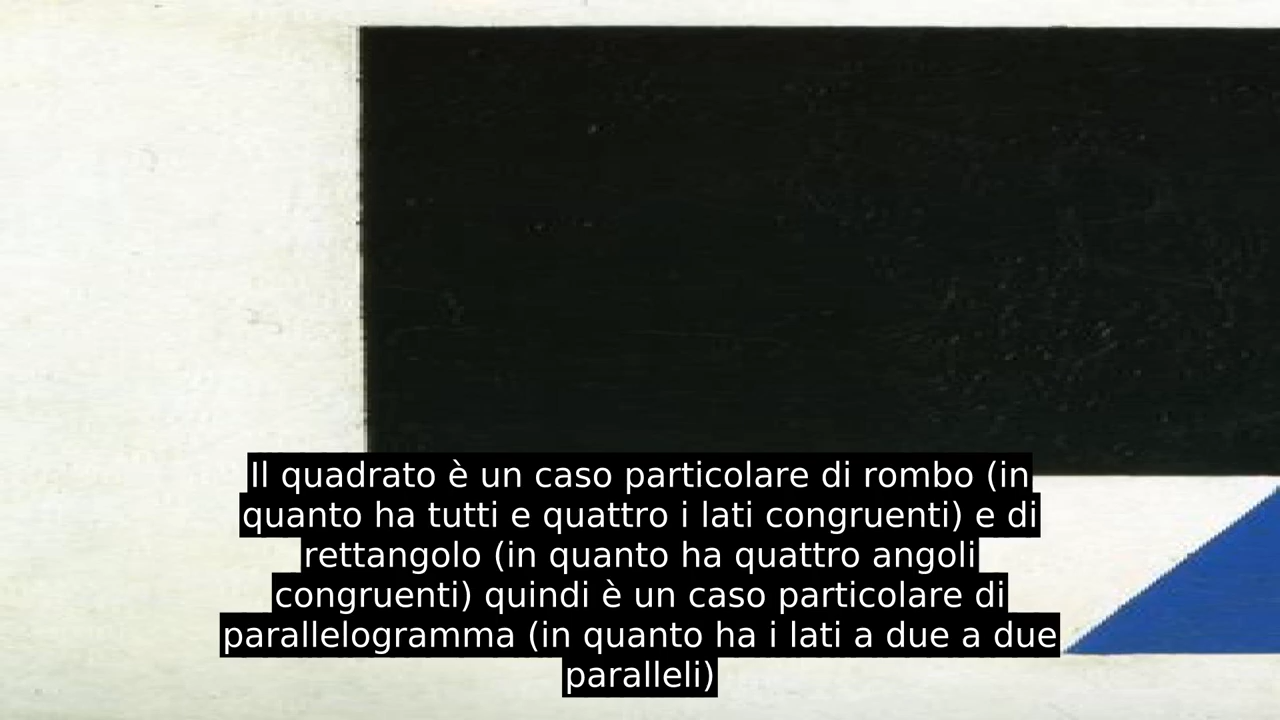 Il quadrato è un caso particolare di rombo (in
quanto ha tutti e quattro i lati congruenti) e di
rettangolo (in quanto ha quattro angoli
congruenti) quindi è un caso particolare di
parallelogramma (in quanto ha i lati a due a due
paralleli)